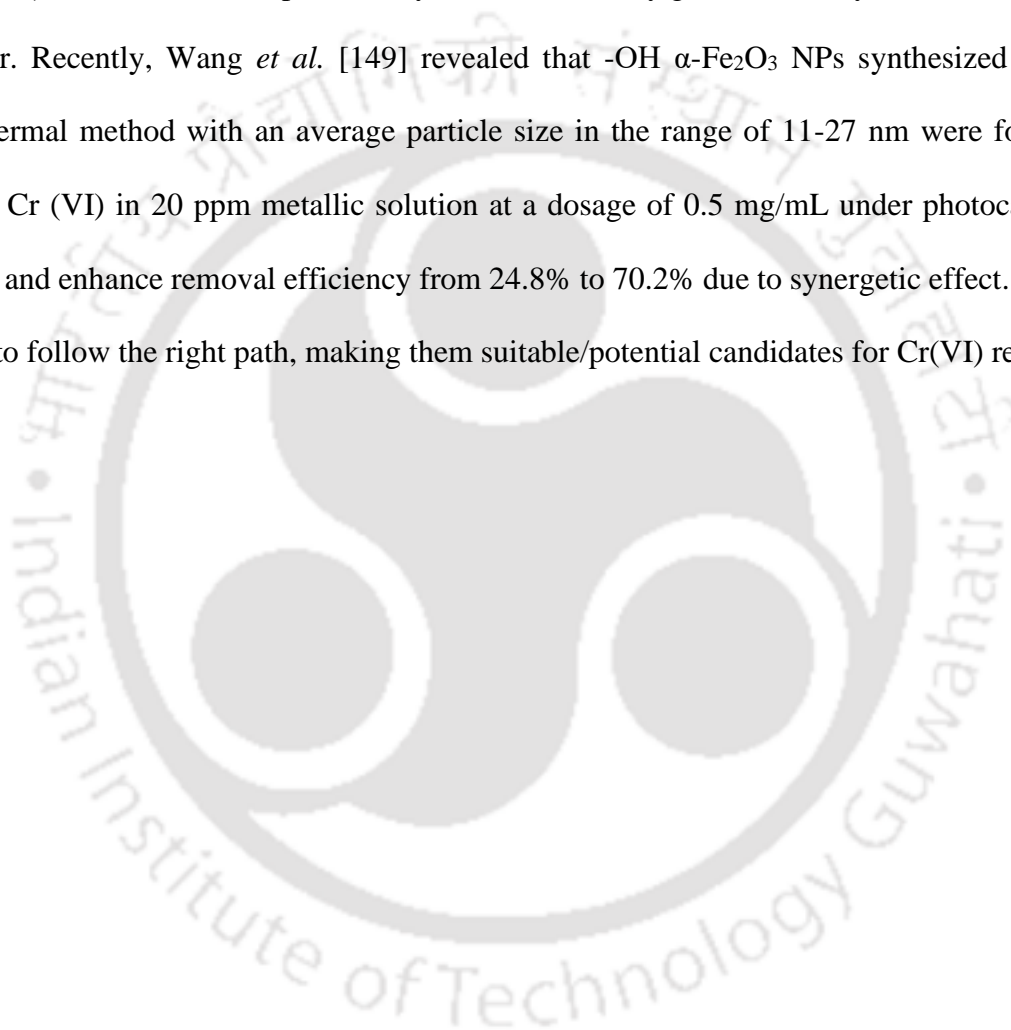 r. Recently, Wang et al. [149] revealed that -OH α-Fe₂O₃ NPs synthesized
ermal method with an average particle size in the range of 11-27 nm were fo
Cr (VI) in 20 ppm metallic solution at a dosage of 0.5 mg/mL under photoc
and enhance removal efficiency from 24.8% to 70.2% due to synergetic effect.
to follow the right path, making them suitable/potential candidates for Cr(VI) re
Indian Institute of Technology Guwahati